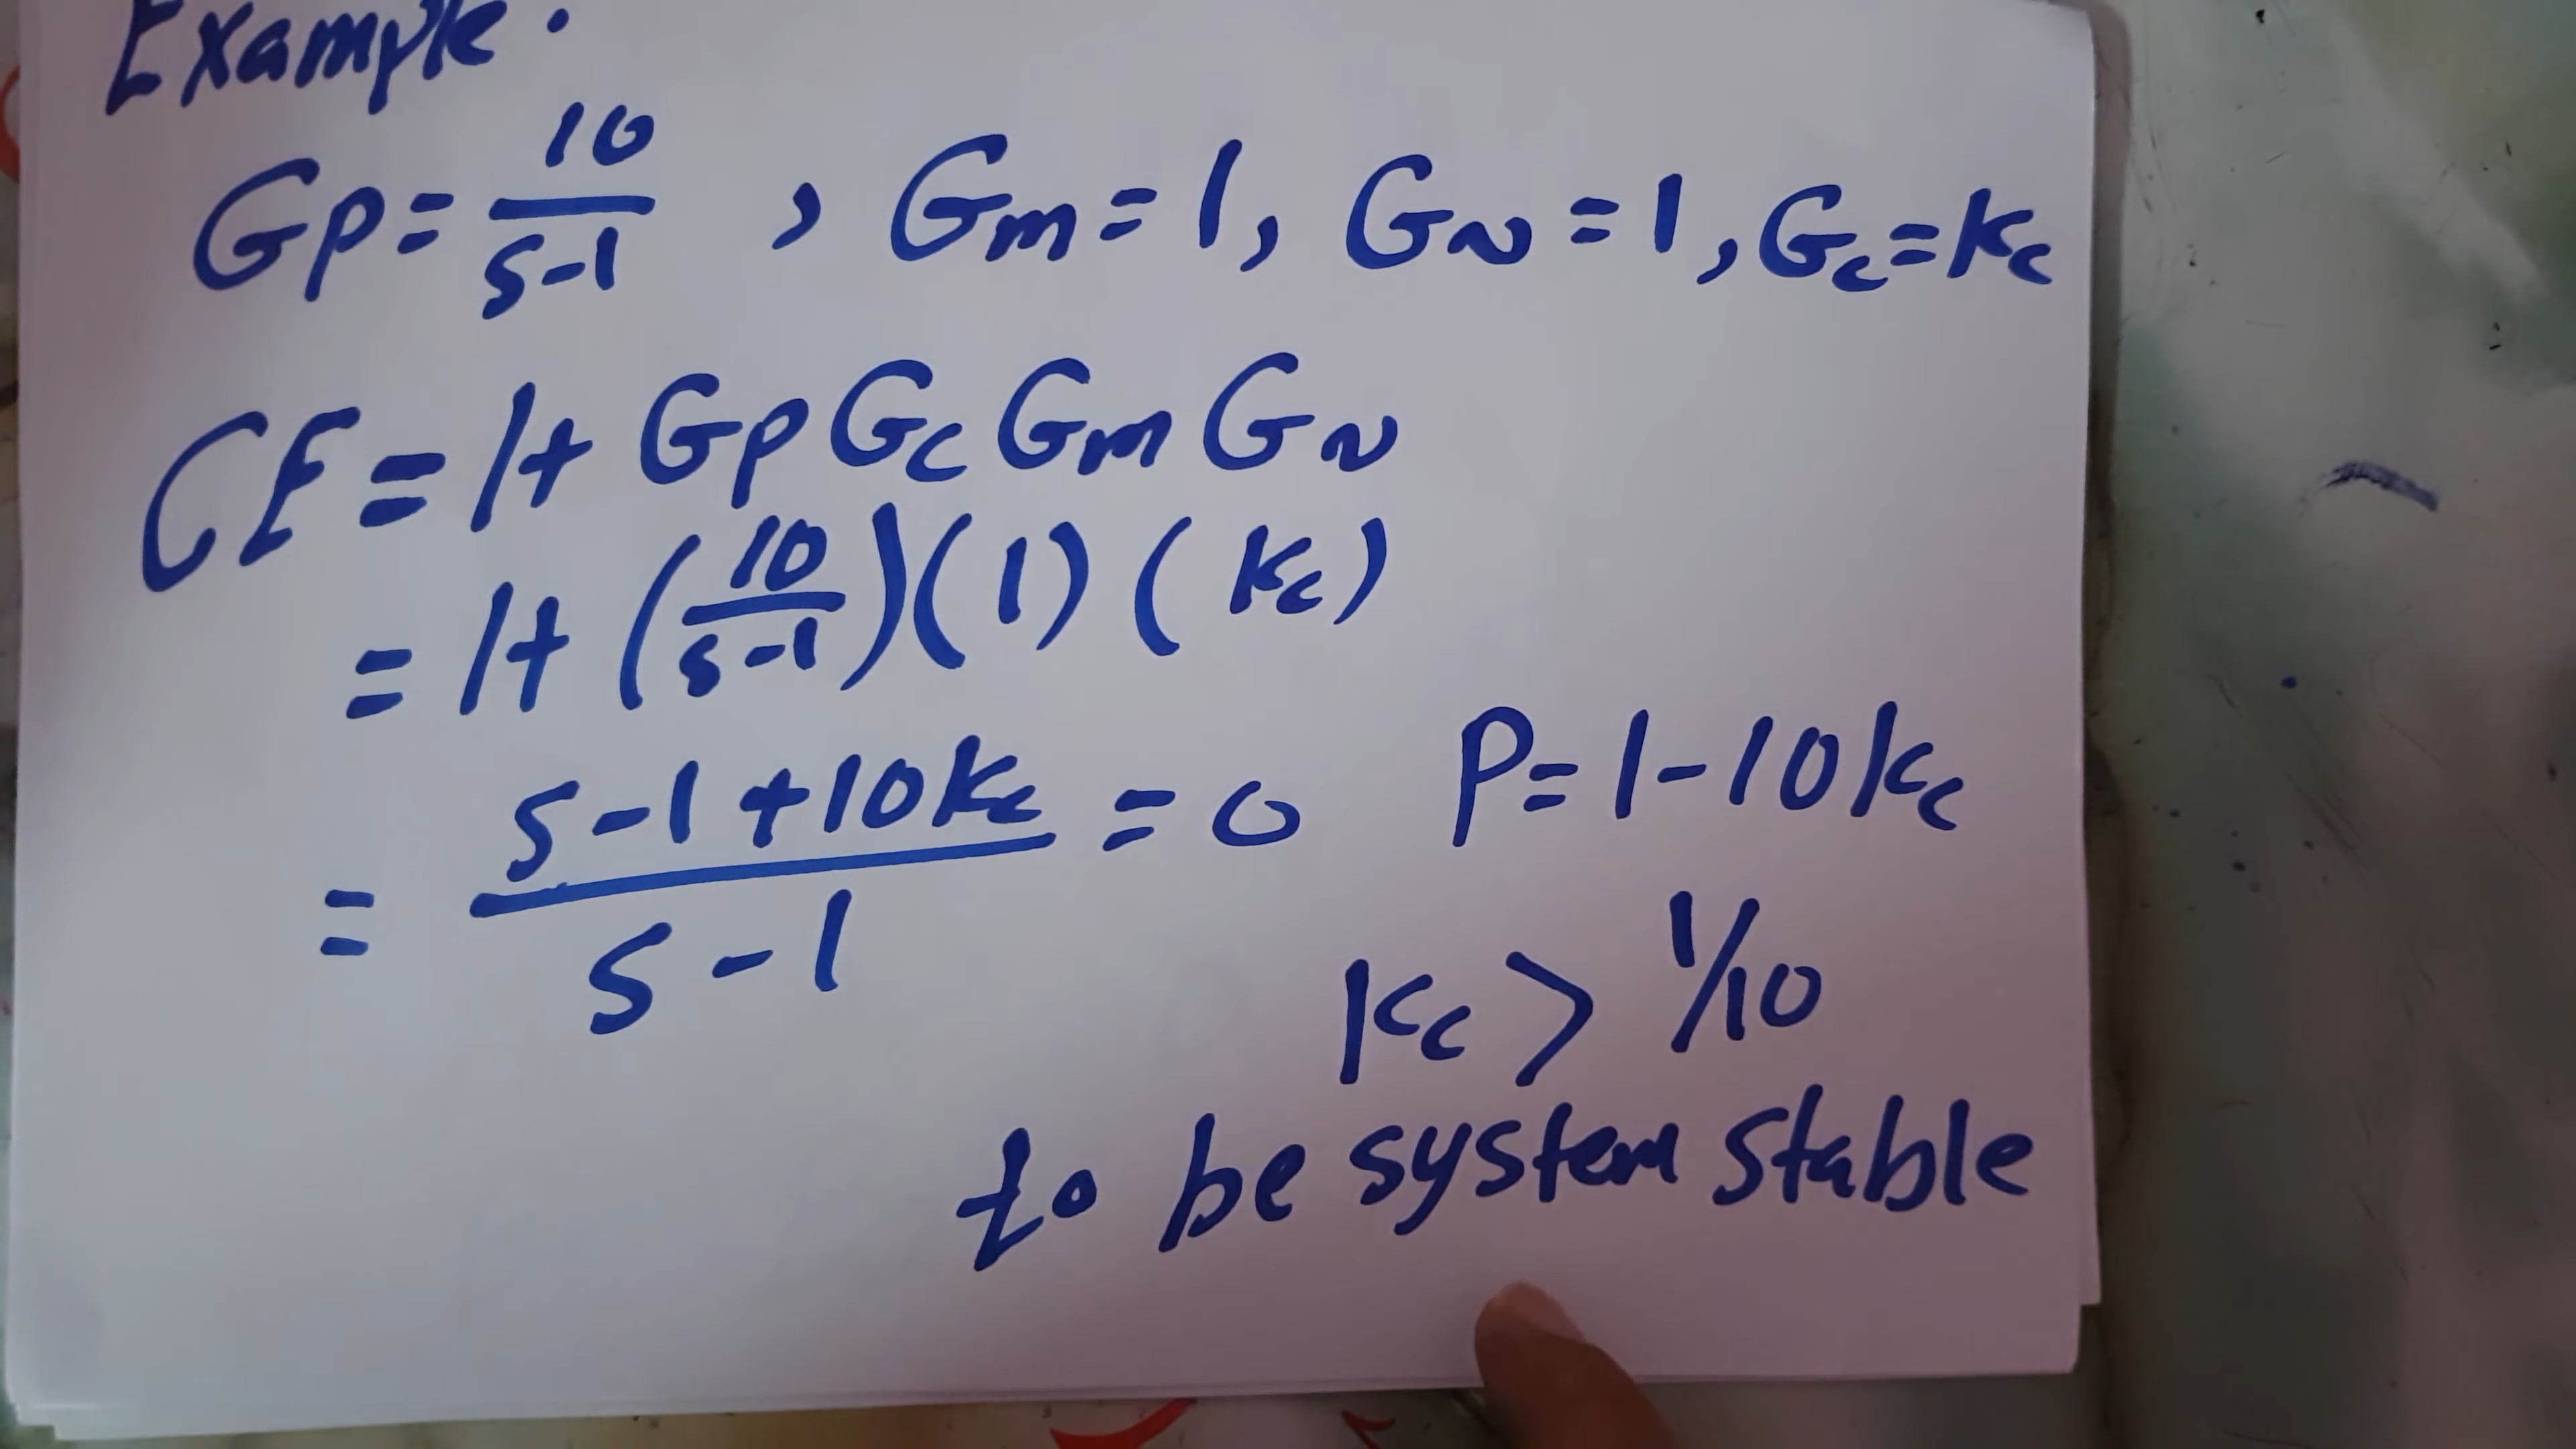 Example.
Gp = 10/(s-1) , Gm = 1, Gv = 1, Gc = Kc
CE = 1 + Gp Gc Gm Gv
= 1 + (10/(s-1)) (1) (Kc)
= (s-1+10Kc)/(s-1) = 0 P = 1-10Kc
Kc > 1/10
to be system stable